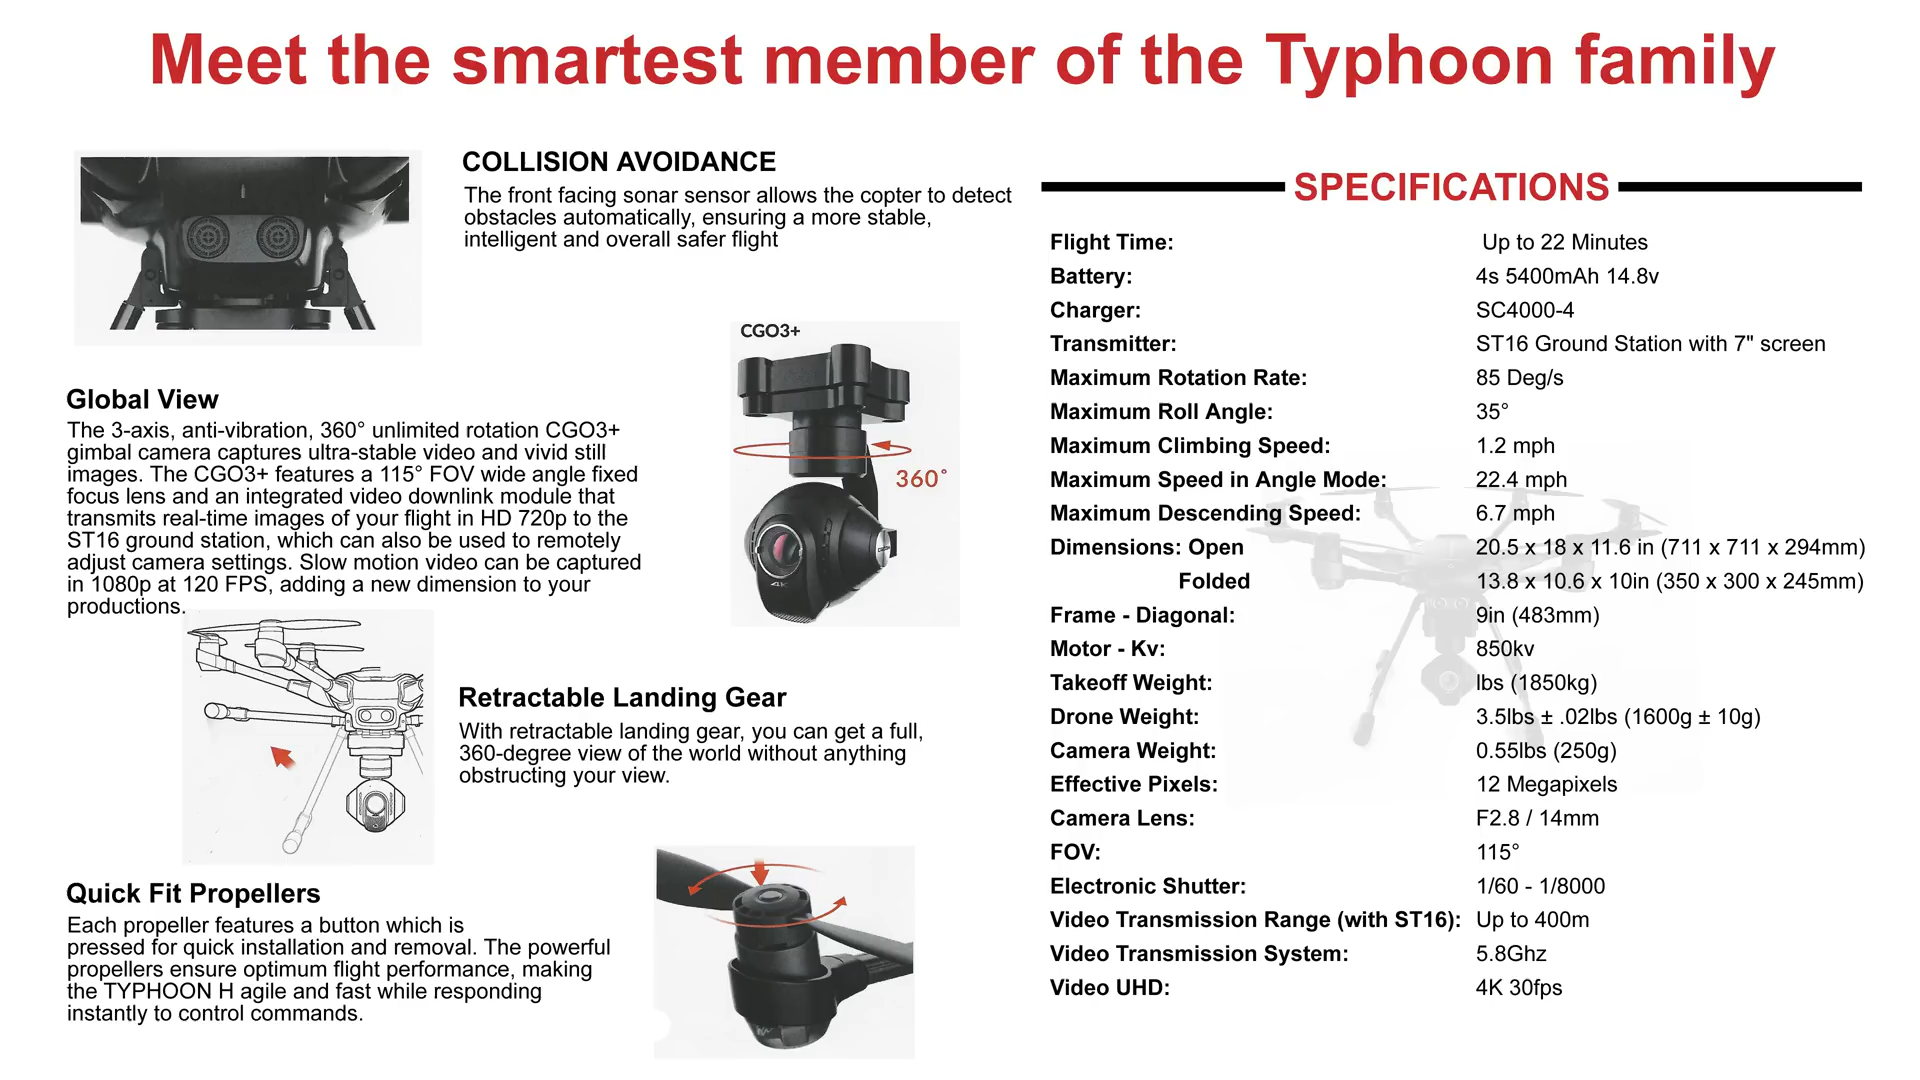 Meet the smartest member of the Typhoon family
COLLISION AVOIDANCE
The front facing sonar sensor allows the copter to detect
obstacles automatically, ensuring a more stable,
intelligent and overall safer flight
CGO3+
360°
4K
Global View
The 3-axis, anti-vibration, 360° unlimited rotation CGO3+
gimbal camera captures ultra-stable video and vivid still
images. The CGO3+ features a 115° FOV wide angle fixed
focus lens and an integrated video downlink module that
transmits real-time images of your flight in HD 720p to the
ST16 ground station, which can also be used to remotely
adjust camera settings. Slow motion video can be captured
in 1080p at 120 FPS, adding a new dimension to your
productions.
Retractable Landing Gear
With retractable landing gear, you can get a full,
360-degree view of the world without anything
obstructing your view.
Quick Fit Propellers
Each propeller features a button which is
pressed for quick installation and removal. The powerful
propellers ensure optimum flight performance, making
the TYPHOON H agile and fast while responding
instantly to control commands.
SPECIFICATIONS
Flight Time: Up to 22 Minutes
Battery: 4s 5400mAh 14.8v
Charger: SC4000-4
Transmitter: ST16 Ground Station with 7" screen
Maximum Rotation Rate: 85 Deg/s
Maximum Roll Angle: 35°
Maximum Climbing Speed: 1.2 mph
Maximum Speed in Angle Mode: 22.4 mph
Maximum Descending Speed: 6.7 mph
Dimensions: Open 20.5 x 18 x 11.6 in (711 x 711 x 294mm)
Folded 13.8 x 10.6 x 10in (350 x 300 x 245mm)
Frame - Diagonal: 9in (483mm)
Motor - Kv: 850kv
Takeoff Weight: lbs (1850kg)
Drone Weight: 3.5lbs ± .02lbs (1600g ± 10g)
Camera Weight: 0.55lbs (250g)
Effective Pixels: 12 Megapixels
Camera Lens: F2.8 / 14mm
FOV: 115°
Electronic Shutter: 1/60 - 1/8000
Video Transmission Range (with ST16): Up to 400m
Video Transmission System: 5.8Ghz
Video UHD: 4K 30fps